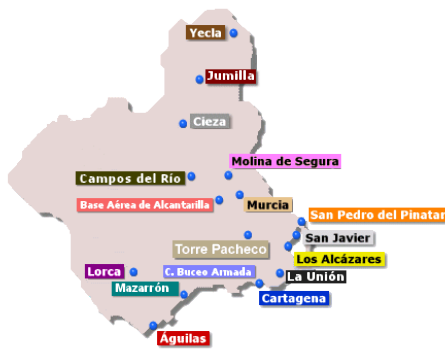 Yecla
Jumilla
Cieza
Molina de Segura
Campos del Río
Base Aérea de Alcantarilla
Murcia
San Pedro del Pinatar
San Javier
Torre Pacheco
Los Alcázares
Lorca
C. Buceo Armada
La Unión
Mazarrón
Cartagena
Águilas